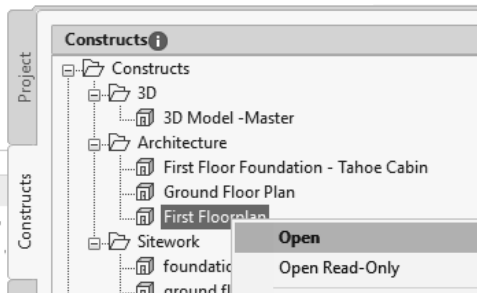 Constructs
Project
Constructs
Constructs
3D
3D Model -Master
Architecture
First Floor Foundation - Tahoe Cabin
Ground Floor Plan
First Floorplan
Open
Sitework
Open Read-Only